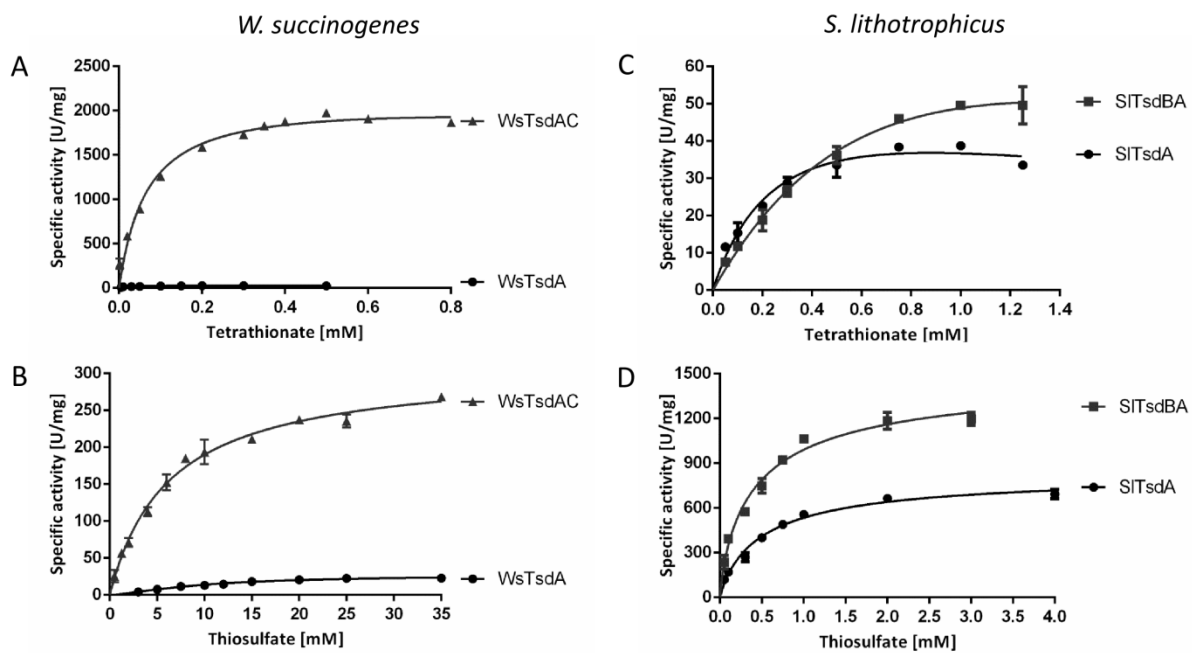 W. succinogenes
S. lithotrophicus
A
Specific activity [U/mg]
2500
2000
1500
1000
500
0
0.0 0.2 0.4 0.6 0.8
Tetrathionate [mM]
WsTsdAC
WsTsdA
C
Specific activity [U/mg]
60
50
40
30
20
10
0
0.0 0.2 0.4 0.6 0.8 1.0 1.2 1.4
Tetrathionate [mM]
SlTsdBA
SlTsdA
B
Specific activity [U/mg]
300
250
200
150
100
50
0
0 5 10 15 20 25 30 35
Thiosulfate [mM]
WsTsdAC
WsTsdA
D
Specific activity [U/mg]
1500
1200
900
600
300
0
0.0 0.5 1.0 1.5 2.0 2.5 3.0 3.5 4.0
Thiosulfate [mM]
SlTsdBA
SlTsdA